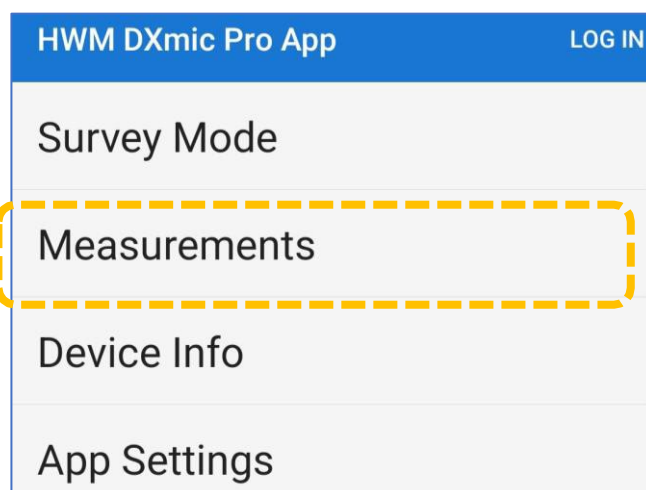 HWM DXmic Pro App LOG IN
Survey Mode
Measurements
Device Info
App Settings